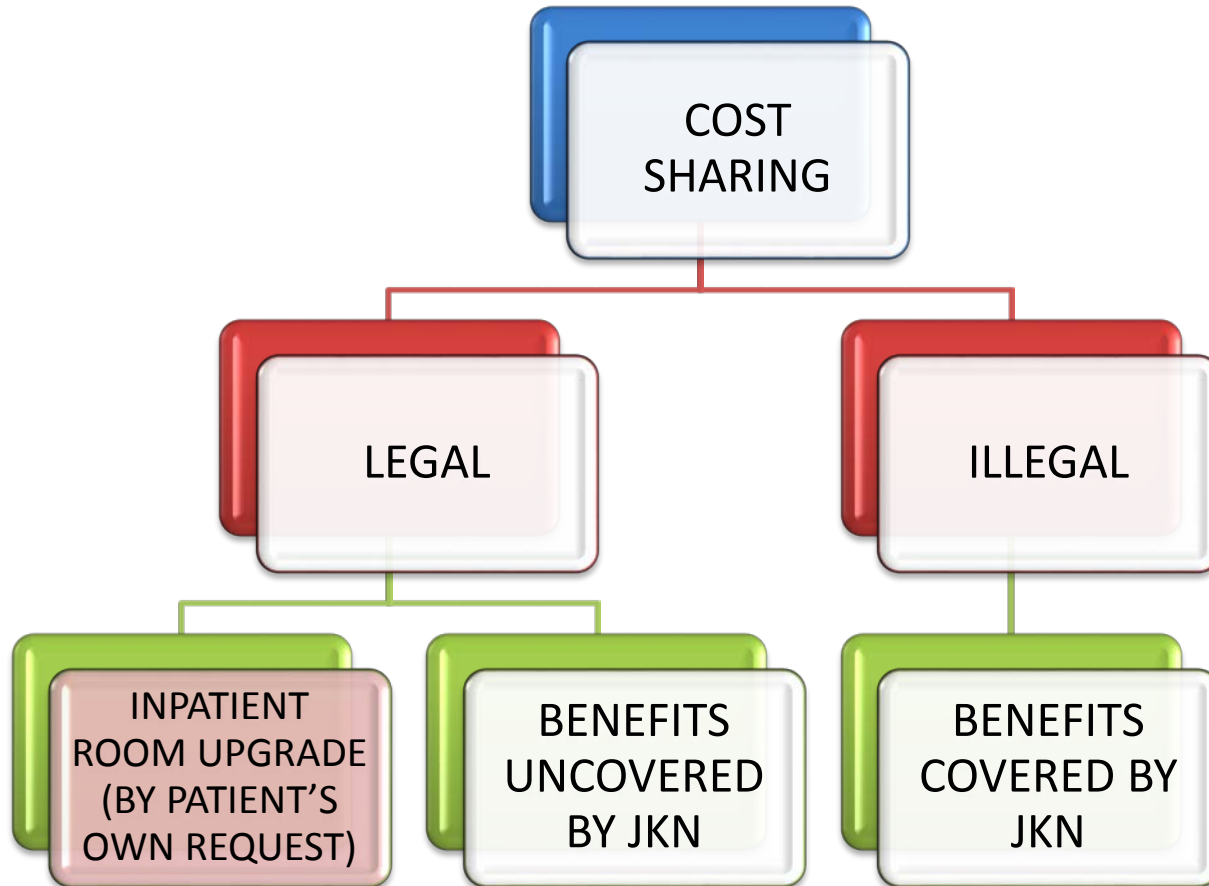 COST
SHARING
LEGAL
ILLEGAL
INPATIENT
ROOM UPGRADE
(BY PATIENT’S
OWN REQUEST)
BENEFITS
UNCOVERED
BY JKN
BENEFITS
COVERED BY
JKN